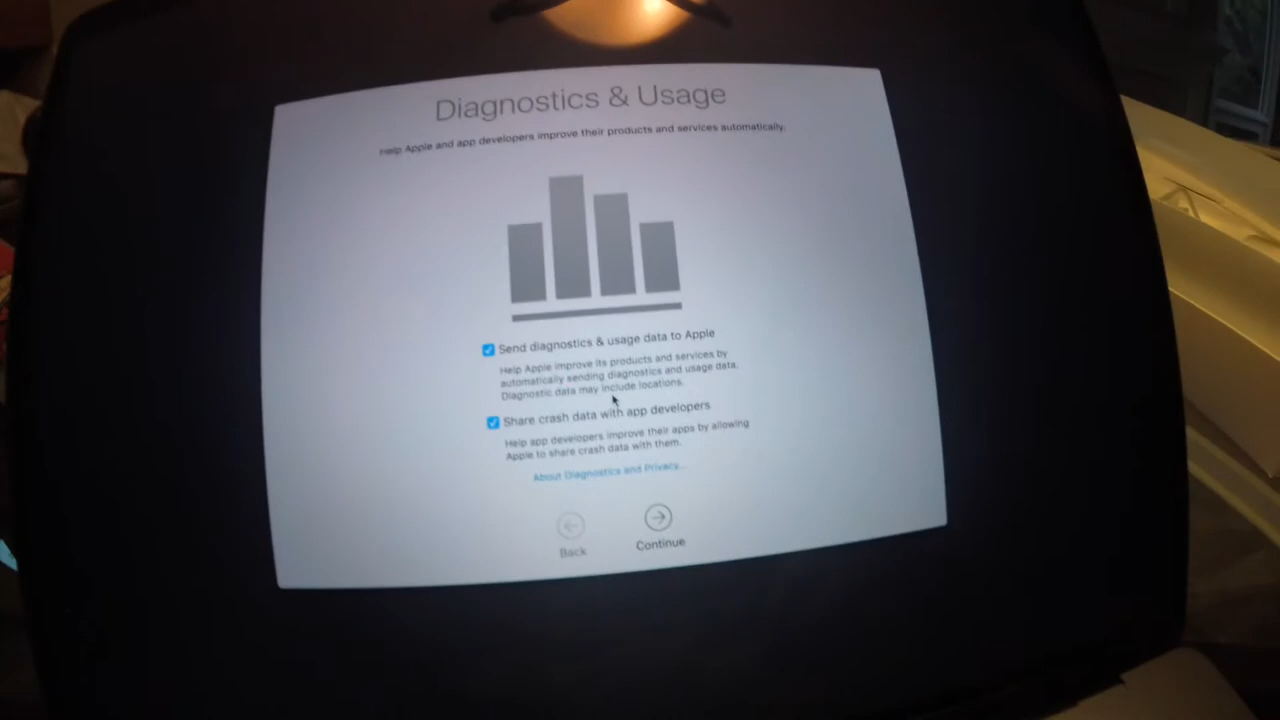 Diagnostics & Usage
Help Apple and app developers improve their products and services automatically.
Send diagnostics & usage data to Apple
Help Apple improve its products and services by
automatically sending diagnostics and usage data.
Diagnostic data may include locations.
Share crash data with app developers
Help app developers improve their apps by allowing
Apple to share crash data with them.
About Diagnostics and Privacy...
Back
Continue